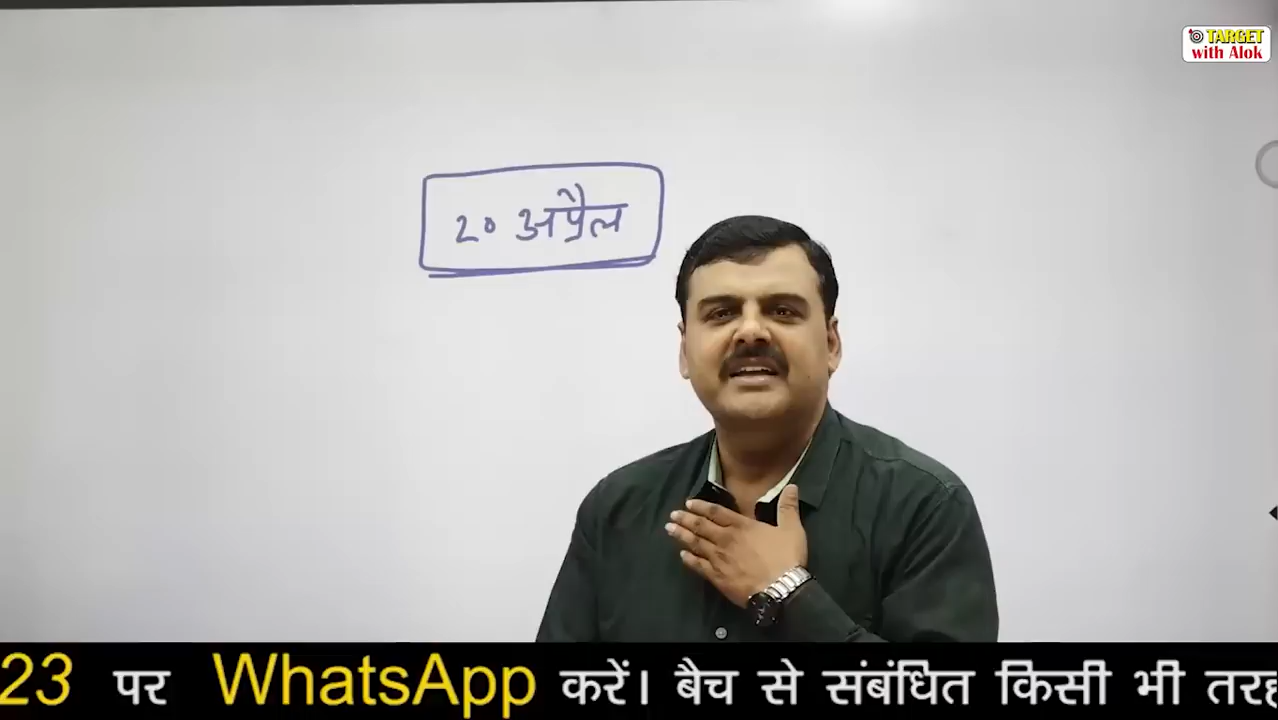 TARGET
with Alok
20 अप्रैल
23 पर WhatsApp करें। बैच से संबंधित किसी भी तरह